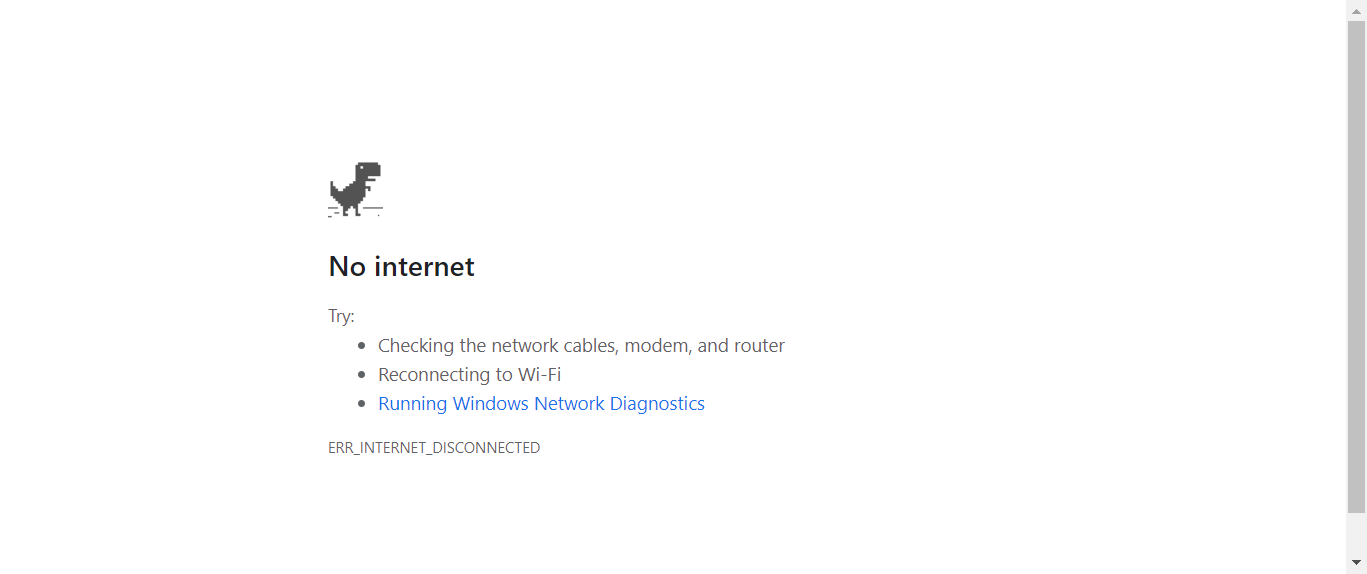 No internet
Try:
Checking the network cables, modem, and router
Reconnecting to Wi-Fi
Running Windows Network Diagnostics
ERR_INTERNET_DISCONNECTED